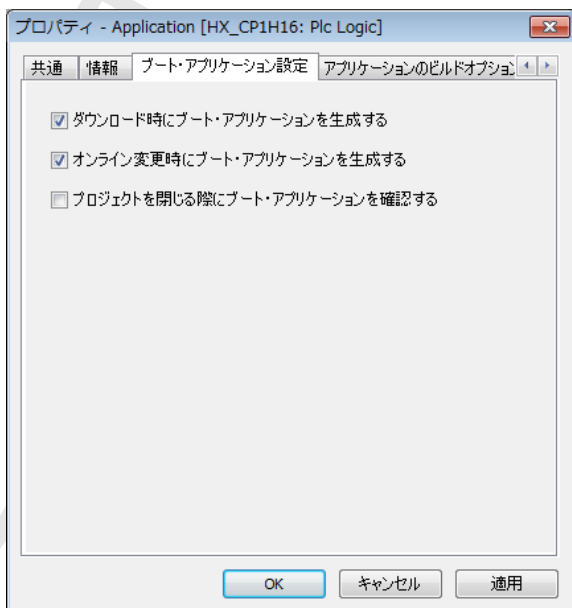 プロパティ - Application [HX_CP1H16: Plc Logic]
共通 情報 ブート・アプリケーション設定 アプリケーションのビルドオプション
ダウンロード時にブート・アプリケーションを生成する
オンライン変更時にブート・アプリケーションを生成する
プロジェクトを閉じる際にブート・アプリケーションを確認する
OK キャンセル 適用